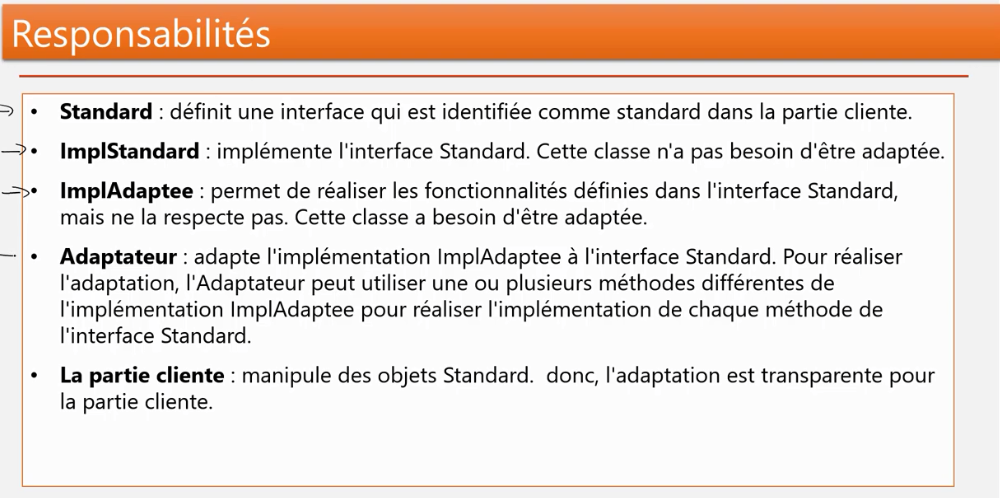 Responsabilités
• Standard : définit une interface qui est identifiée comme standard dans la partie cliente.
• ImplStandard : implémente l'interface Standard. Cette classe n'a pas besoin d'être adaptée.
• ImplAdaptee : permet de réaliser les fonctionnalités définies dans l'interface Standard,
mais ne la respecte pas. Cette classe a besoin d'être adaptée.
• Adaptateur : adapte l'implémentation ImplAdaptee à l'interface Standard. Pour réaliser
l'adaptation, l'Adaptateur peut utiliser une ou plusieurs méthodes différentes de
l'implémentation ImplAdaptee pour réaliser l'implémentation de chaque méthode de
l'interface Standard.
• La partie cliente : manipule des objets Standard.  donc, l'adaptation est transparente pour
la partie cliente.